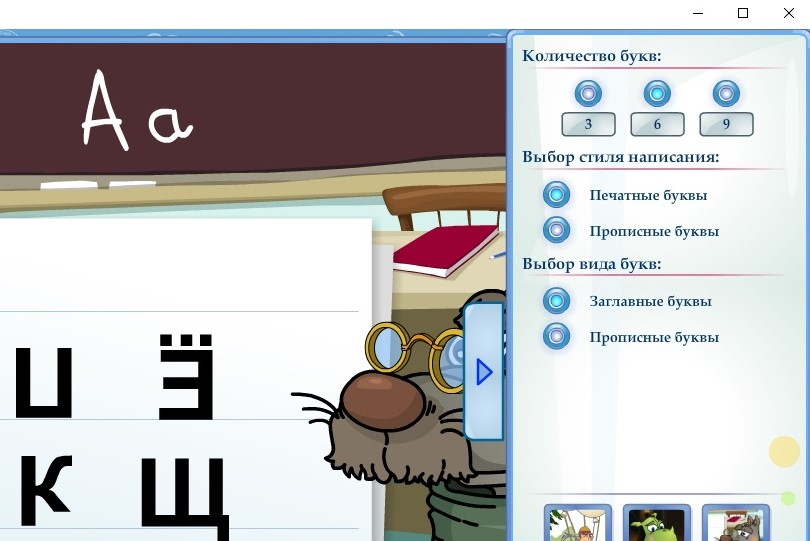 Аа
Ё
К Щ
Количество букв:
3 6 9
Выбор стиля написания:
Печатные буквы
Прописные буквы
Выбор вида букв:
Заглавные буквы
Прописные буквы